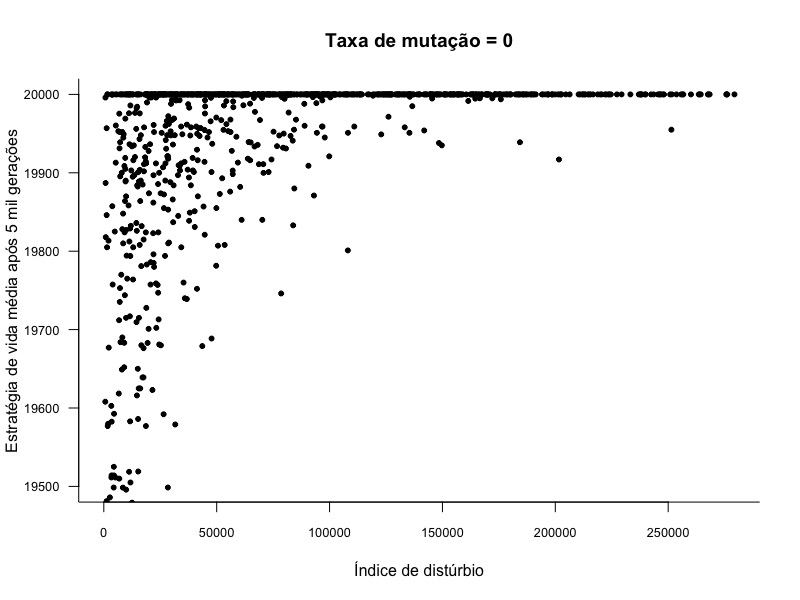 Taxa de mutação = 0
Estratégia de vida média após 5 mil gerações
20000
19900
19800
19700
19600
19500
0 50000 100000 150000 200000 250000
Índice de distúrbio